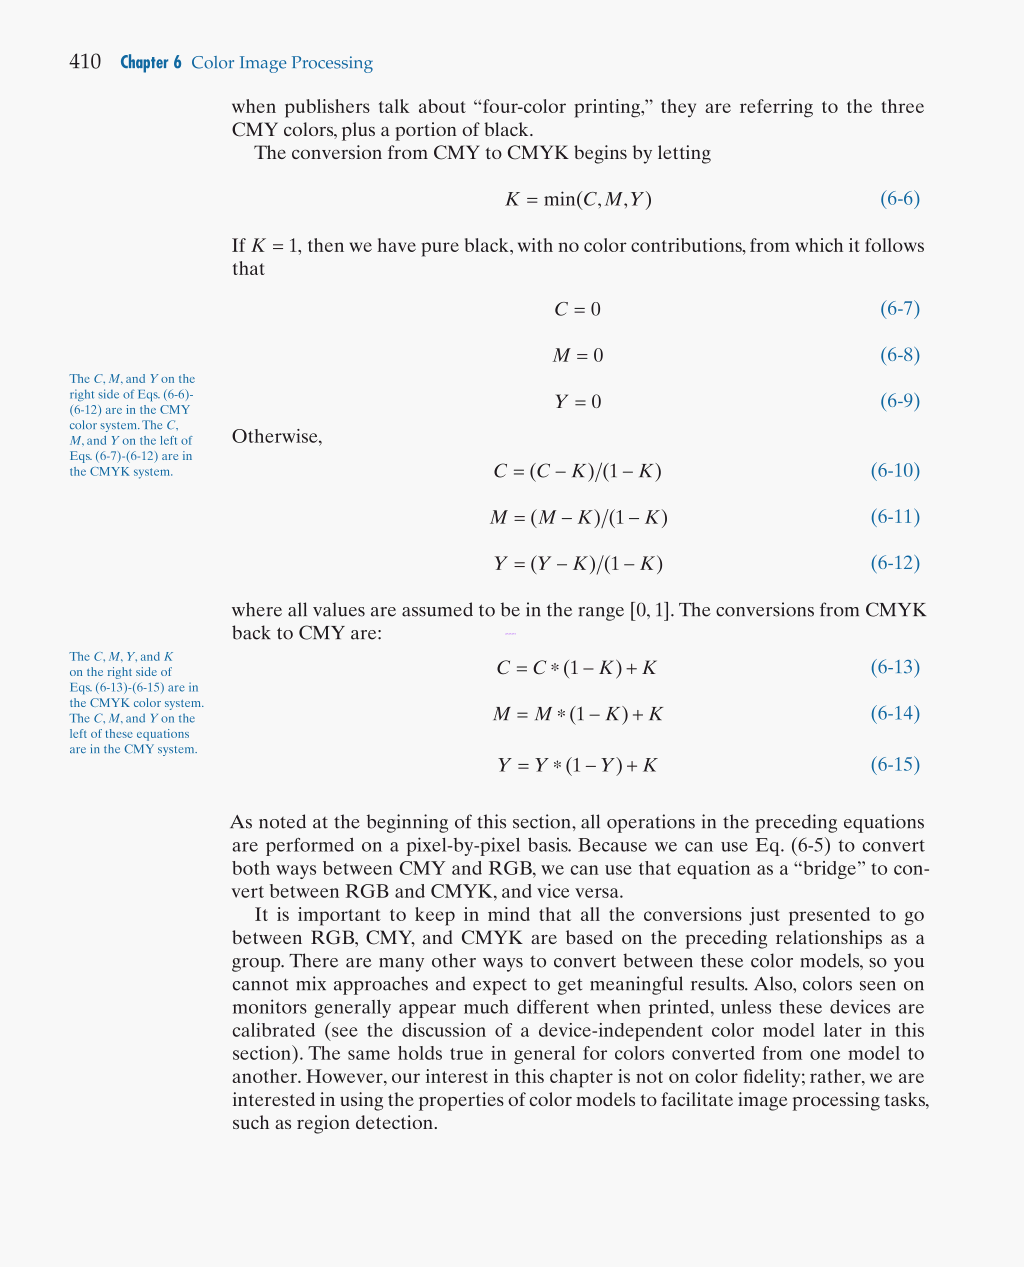 410 Chapter 6 Color Image Processing
when publishers talk about “four-color printing,” they are referring to the three
CMY colors, plus a portion of black.
The conversion from CMY to CMYK begins by letting
K = min(C, M, Y) (6-6)
If K = 1, then we have pure black, with no color contributions, from which it follows
that
C = 0 (6-7)
M = 0 (6-8)
Y = 0 (6-9)
The C, M, and Y on the
right side of Eqs. (6-6)-
(6-12) are in the CMY
color system. The C,
M, and Y on the left of
Eqs. (6-7)-(6-12) are in
the CMYK system.
Otherwise,
C = (C − K)/(1 − K) (6-10)
M = (M − K)/(1 − K) (6-11)
Y = (Y − K)/(1 − K) (6-12)
where all values are assumed to be in the range [0, 1]. The conversions from CMYK
back to CMY are:
The C, M, Y, and K
on the right side of
Eqs. (6-13)-(6-15) are in
the CMYK color system.
The C, M, and Y on the
left of these equations
are in the CMY system.
C = C * (1 − K) + K (6-13)
M = M * (1 − K) + K (6-14)
Y = Y * (1 − Y) + K (6-15)
As noted at the beginning of this section, all operations in the preceding equations
are performed on a pixel-by-pixel basis. Because we can use Eq. (6-5) to convert
both ways between CMY and RGB, we can use that equation as a “bridge” to con-
vert between RGB and CMYK, and vice versa.
It is important to keep in mind that all the conversions just presented to go
between RGB, CMY, and CMYK are based on the preceding relationships as a
group. There are many other ways to convert between these color models, so you
cannot mix approaches and expect to get meaningful results. Also, colors seen on
monitors generally appear much different when printed, unless these devices are
calibrated (see the discussion of a device-independent color model later in this
section). The same holds true in general for colors converted from one model to
another. However, our interest in this chapter is not on color fidelity; rather, we are
interested in using the properties of color models to facilitate image processing tasks,
such as region detection.